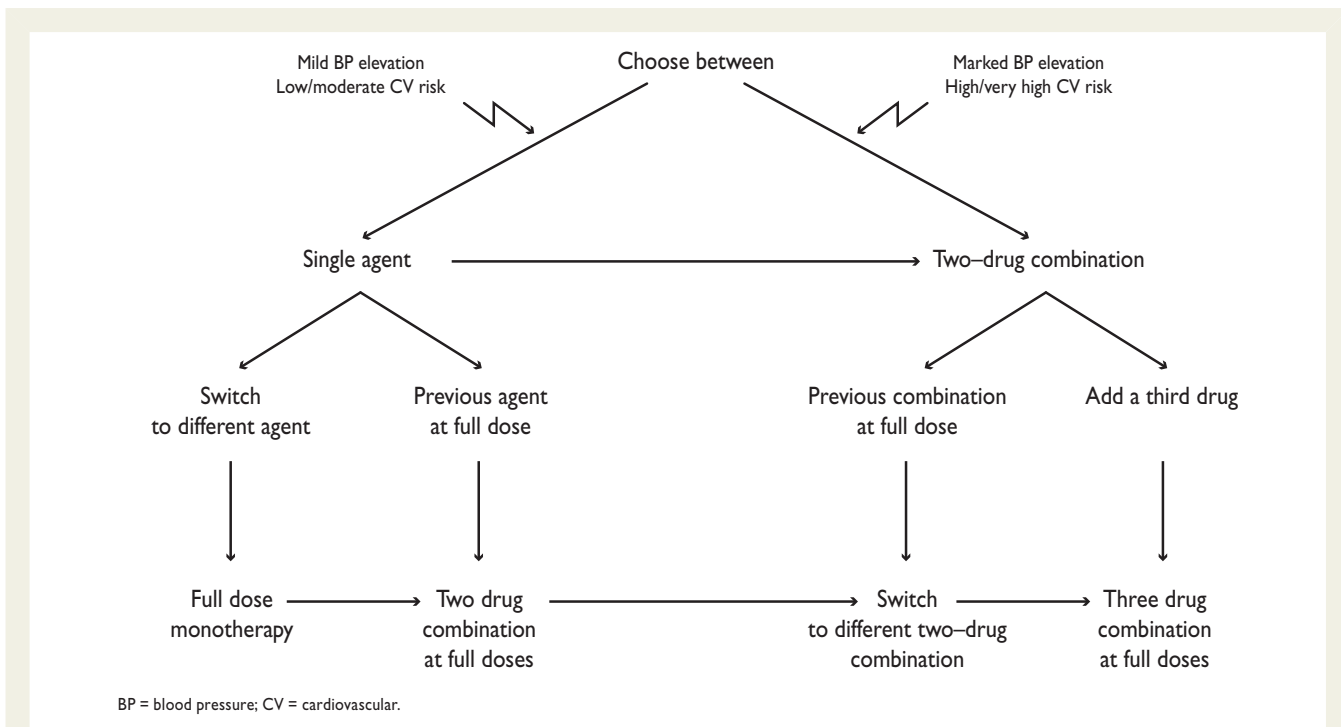 Mild BP elevation
Low/moderate CV risk
Choose between
Marked BP elevation
High/very high CV risk
Single agent
Two–drug combination
Switch
to different agent
Previous agent
at full dose
Previous combination
at full dose
Add a third drug
Full dose
monotherapy
Two drug
combination
at full doses
Switch
to different two–drug
combination
Three drug
combination
at full doses
BP = blood pressure; CV = cardiovascular.